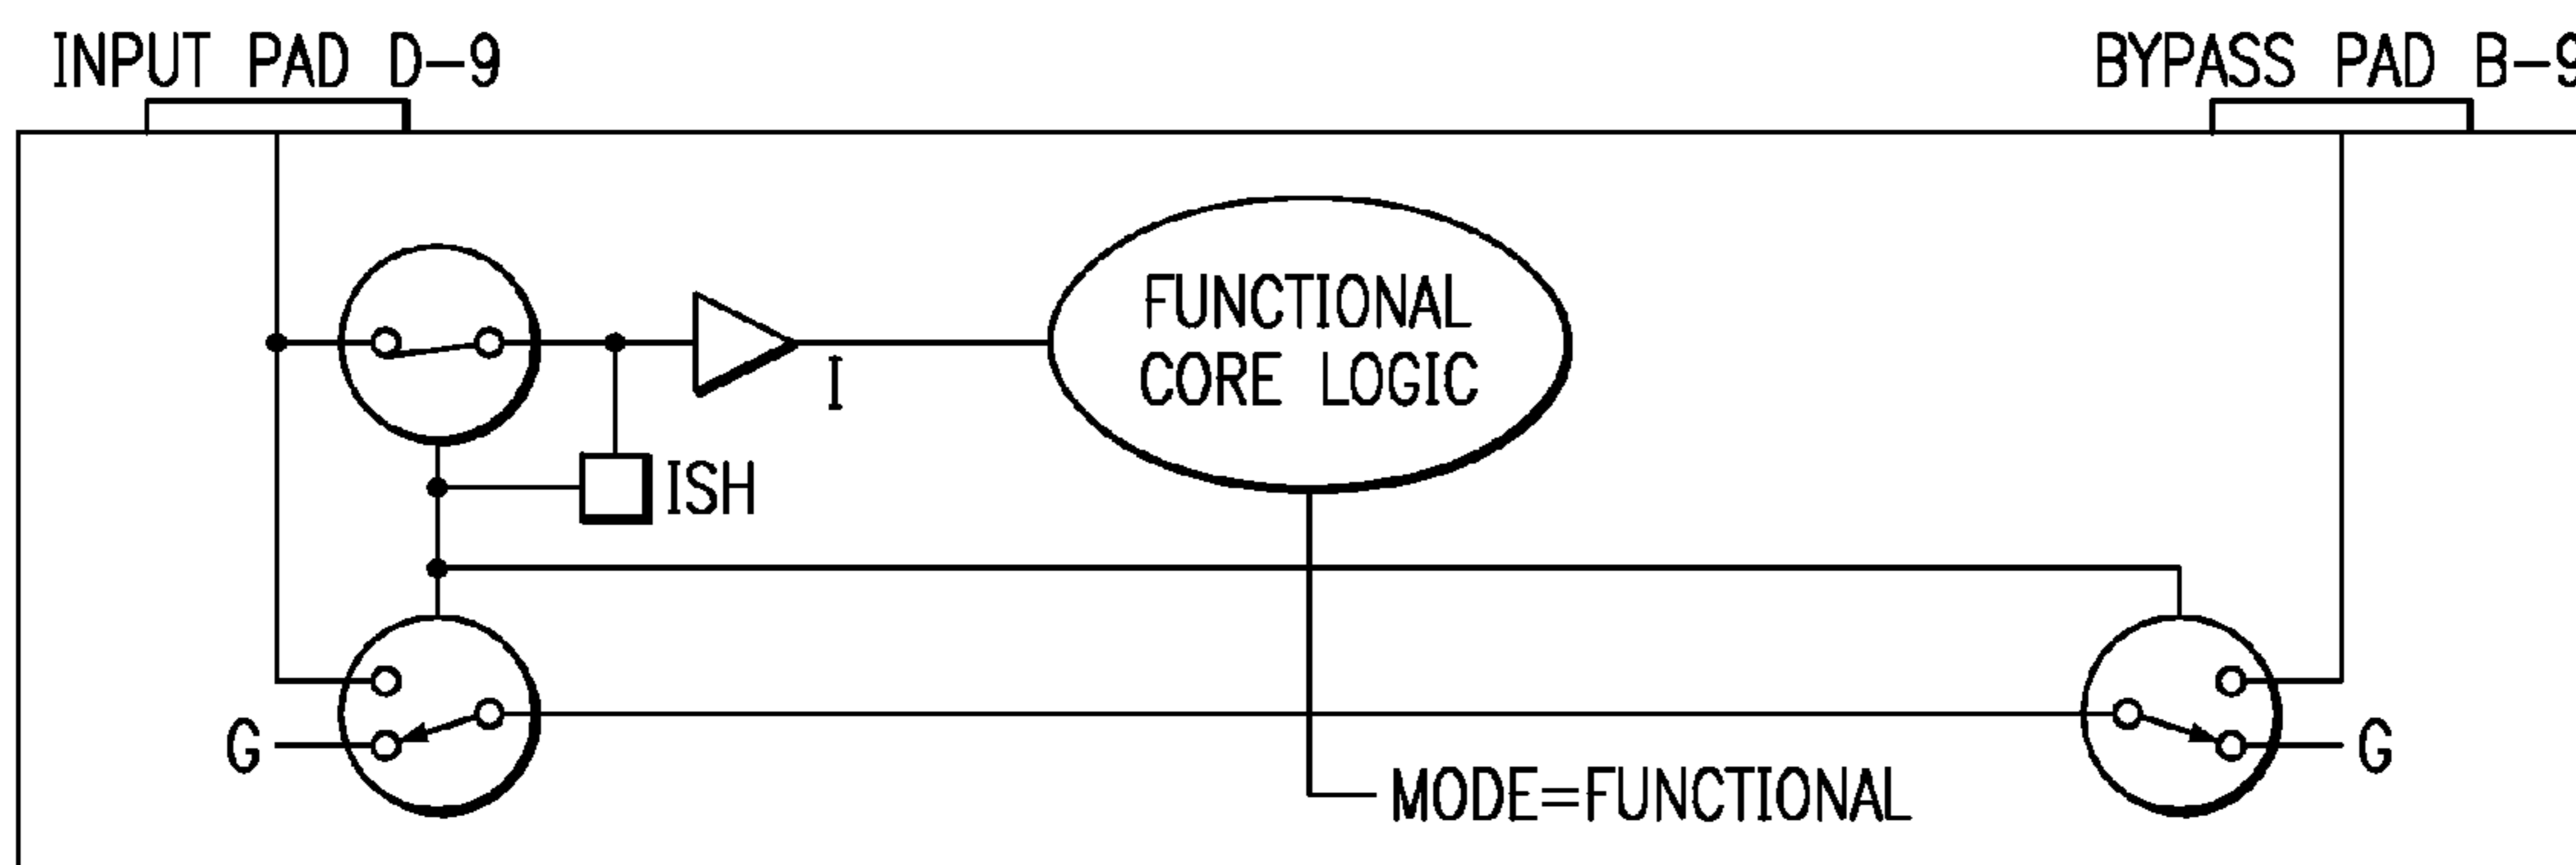 INPUT PAD D-9
BYPASS PAD B-9
FUNCTIONAL
CORE LOGIC
I
ISH
G
G
MODE=FUNCTIONAL